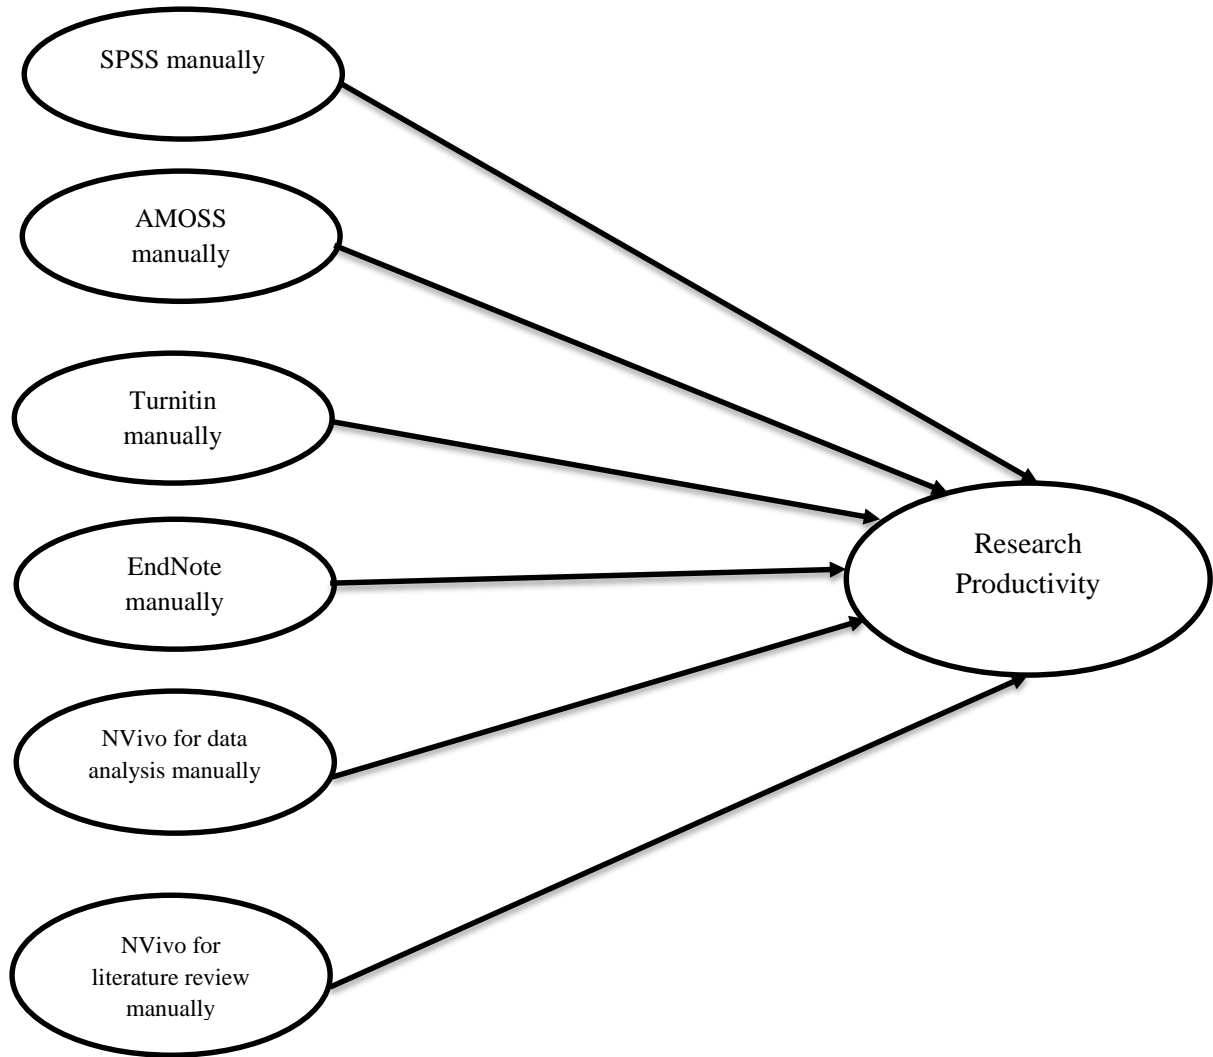 SPSS manually
AMOSS
manually
Turnitin
manually
EndNote
manually
NVivo for data
analysis manually
NVivo for
literature review
manually
Research
Productivity